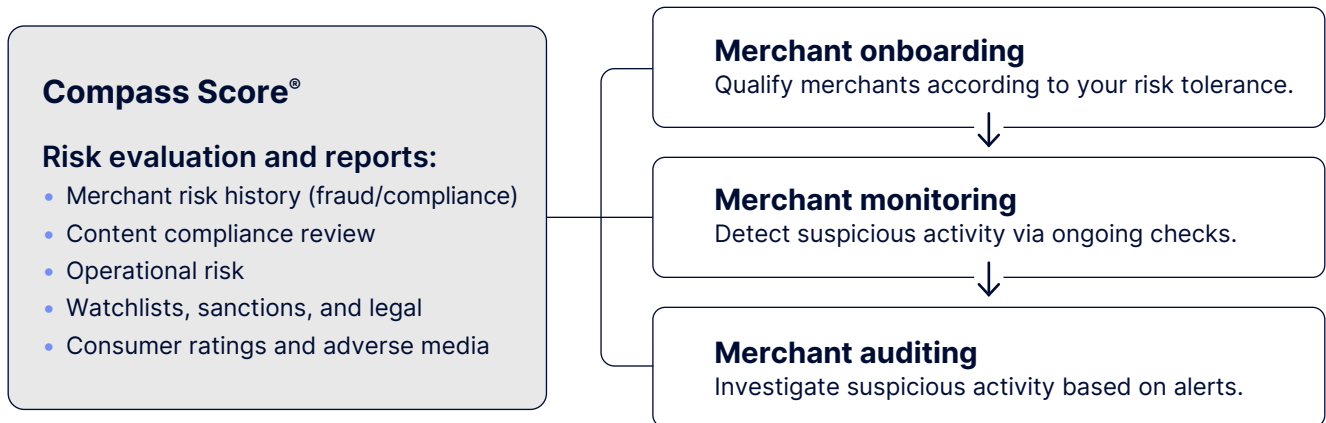 Compass Score®
Risk evaluation and reports:
• Merchant risk history (fraud/compliance)
• Content compliance review
• Operational risk
• Watchlists, sanctions, and legal
• Consumer ratings and adverse media
Merchant onboarding
Qualify merchants according to your risk tolerance.
Merchant monitoring
Detect suspicious activity via ongoing checks.
Merchant auditing
Investigate suspicious activity based on alerts.